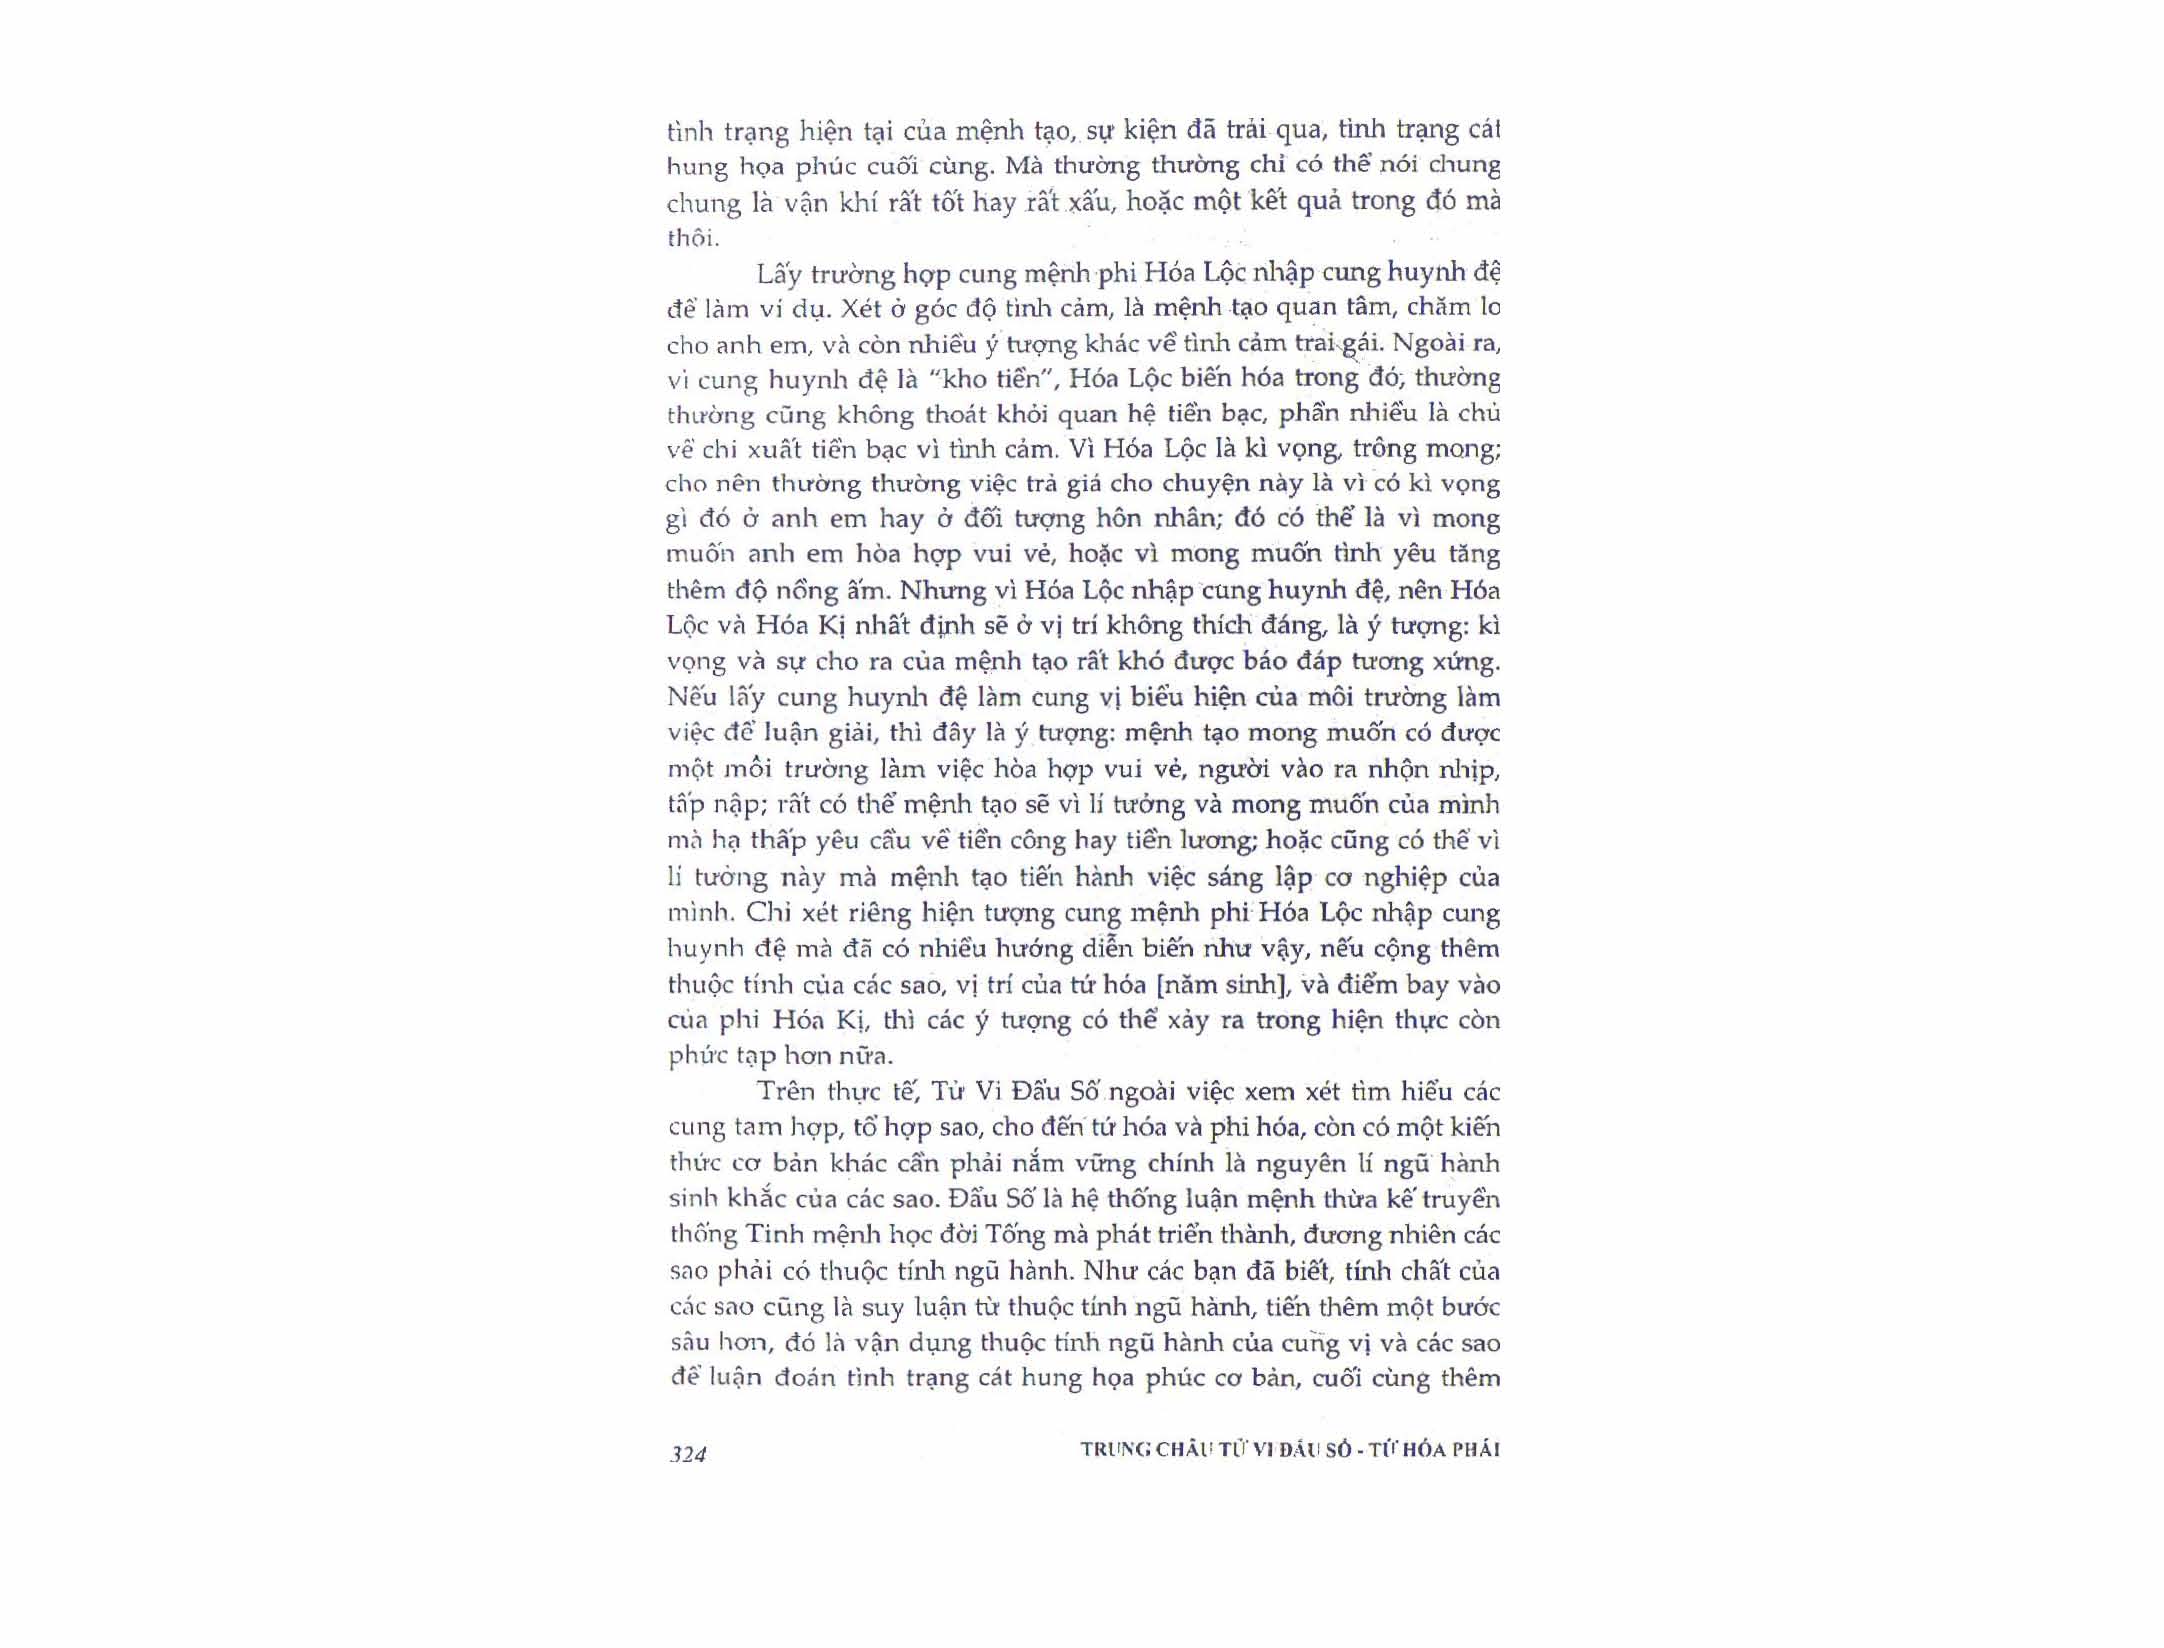 tình trạng hiện tại của mệnh tạo, sự kiện đã trải qua, tình trạng cát
hung họa phúc cuối cùng. Mà thường thường chỉ có thể nói chung
chung là vận khí rất tốt hay rất xấu, hoặc một kết quả trong đó mà
thôi.
Lấy trường hợp cung mệnh phi Hóa Lộc nhập cung huynh đệ
để làm ví dụ. Xét ở góc độ tình cảm, là mệnh tạo quan tâm, chăm lo
cho anh em, và còn nhiều ý tượng khác về tình cảm trai gái. Ngoài ra,
vì cung huynh đệ là "kho tiền", Hóa Lộc biến hóa trong đó, thường
thường cũng không thoát khỏi quan hệ tiền bạc, phần nhiều là chủ
về chi xuất tiền bạc vì tình cảm. Vì Hóa Lộc là kì vọng, trông mong;
cho nên thường thường việc trả giá cho chuyện này là vì có kì vọng
gì đó ở anh em hay ở đối tượng hôn nhân; đó có thể là vì mong
muốn anh em hòa hợp vui vẻ, hoặc vì mong muốn tình yêu tăng
thêm độ nồng ấm. Nhưng vì Hóa Lộc nhập cung huynh đệ, nên Hóa
Lộc và Hóa Kị nhất định sẽ ở vị trí không thích đáng, là ý tượng: kì
vọng và sự cho ra của mệnh tạo rất khó được báo đáp tương xứng.
Nếu lấy cung huynh đệ làm cung vị biểu hiện của môi trường làm
việc để luận giải, thì đây là ý tượng: mệnh tạo mong muốn có được
một môi trường làm việc hòa hợp vui vẻ, người vào ra nhộn nhịp,
tấp nập; rất có thể mệnh tạo sẽ vì lí tưởng và mong muốn của mình
mà hạ thấp yêu cầu về tiền công hay tiền lương; hoặc cũng có thể vì
lí tưởng này mà mệnh tạo tiến hành việc sáng lập cơ nghiệp của
mình. Chỉ xét riêng hiện tượng cung mệnh phi Hóa Lộc nhập cung
huynh đệ mà đã có nhiều hướng diễn biến như vậy, nếu cộng thêm
thuộc tính của các sao, vị trí của tứ hóa [năm sinh], và điểm bay vào
của phi Hóa Kị, thì các ý tượng có thể xảy ra trong hiện thực còn
phức tạp hơn nữa.
Trên thực tế, Tử Vi Đẩu Số ngoài việc xem xét tìm hiểu các
cung tam hợp, tổ hợp sao, cho đến tứ hóa và phi hóa, còn có một kiến
thức cơ bản khác cần phải nắm vững chính là nguyên lí ngũ hành
sinh khắc của các sao. Đẩu Số là hệ thống luận mệnh thừa kế truyền
thống Tinh mệnh học đời Tống mà phát triển thành, đương nhiên các
sao phải có thuộc tính ngũ hành. Như các bạn đã biết, tính chất của
các sao cũng là suy luận từ thuộc tính ngũ hành, tiến thêm một bước
sâu hơn, đó là vận dụng thuộc tính ngũ hành của cung vị và các sao
để luận đoán tình trạng cát hung họa phúc cơ bản, cuối cùng thêm
324 TRUNG CHÂU TỬ VI ĐẨU SỐ - TỨ HÓA PHÁI